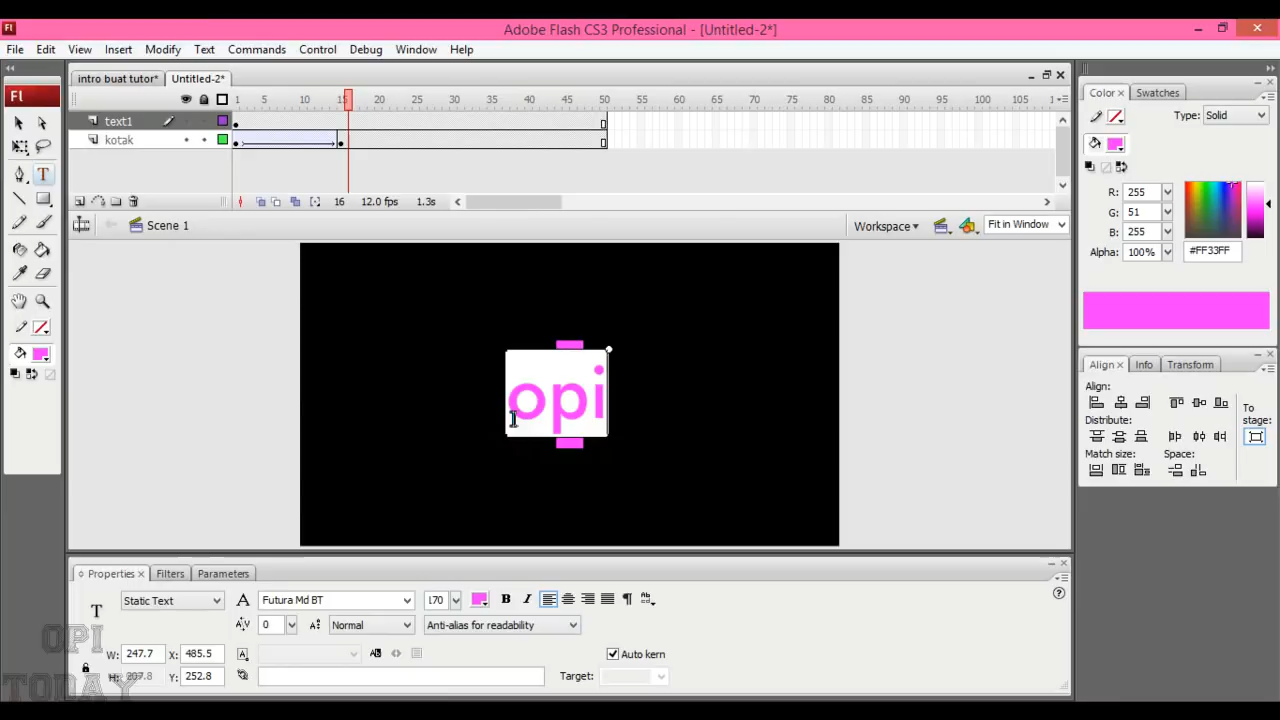 Fl Adobe Flash CS3 Professional - [Untitled-2*]
File Edit View Insert Modify Text Commands Control Debug Window Help
intro buat tutor* Untitled-2*
Fl
1 5 10 15 20 25 30 35 40 45 50 55 60 65 70 75 80 85 90 95 100 105
text1
kotak
16 12.0 fps 1.3s
Scene 1 Workspace Fit in Window
opi
Color Swatches
Type: Solid
R: 255
G: 51
B: 255
Alpha: 100% #FF33FF
Align Info Transform
Align:
To stage:
Distribute:
Match size: Space:
Properties Filters Parameters
T Static Text A Futura Md BT 170 B I
A/V 0 Normal Anti-alias for readability
W: 247.7 X: 485.5 Auto kern
H: 207.8 Y: 252.8 Target:
OPI
TODAY